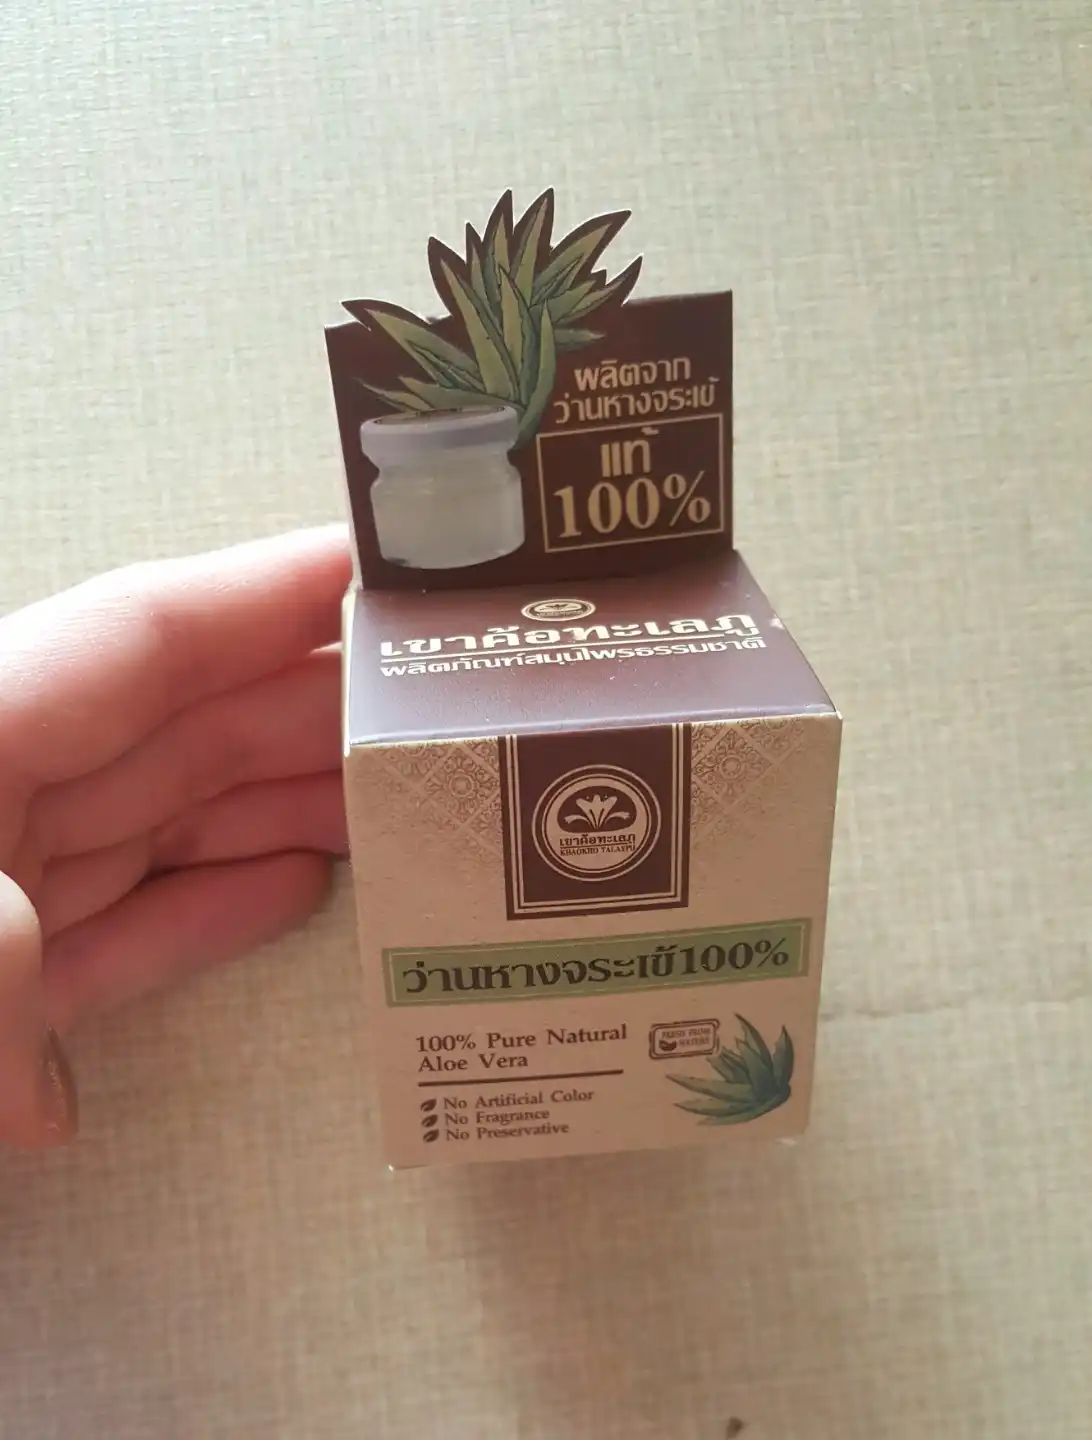 ผลิตจาก
ว่านหางจระเข้
แท้
100%
เขาค้อทะเลภู
ผลิตภัณฑ์สมุนไพรธรรมชาติ
เขาค้อทะเลภู
KHAOKHO TALAYPU
ว่านหางจระเข้100%
100% Pure Natural
Aloe Vera
FRESH FROM
NATURE
No Artificial Color
No Fragrance
No Preservative